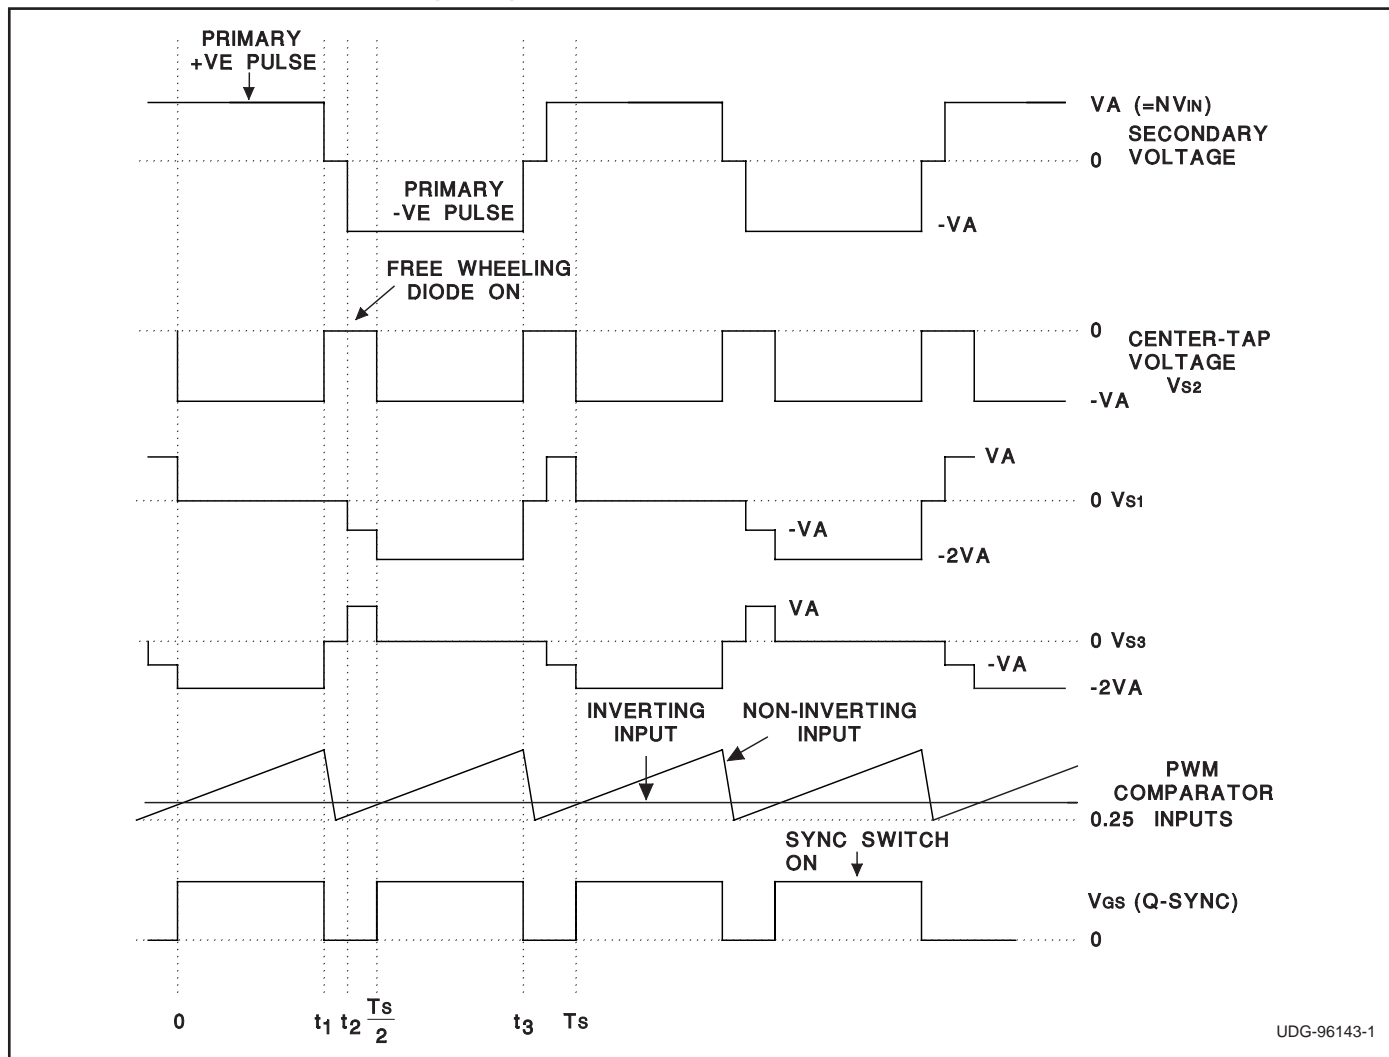 PRIMARY
+VE PULSE
VA (=NVIN)
SECONDARY
VOLTAGE
0
PRIMARY
-VE PULSE
-VA
FREE WHEELING
DIODE ON
0
CENTER-TAP
VOLTAGE
VS2
-VA
VA
0 VS1
-VA
-2VA
VA
0 VS3
-VA
-2VA
INVERTING
INPUT
NON-INVERTING
INPUT
PWM
COMPARATOR
0.25 INPUTS
SYNC SWITCH
ON
VGS (Q-SYNC)
0
0
t1
t2
Ts
2
t3
Ts
UDG-96143-1